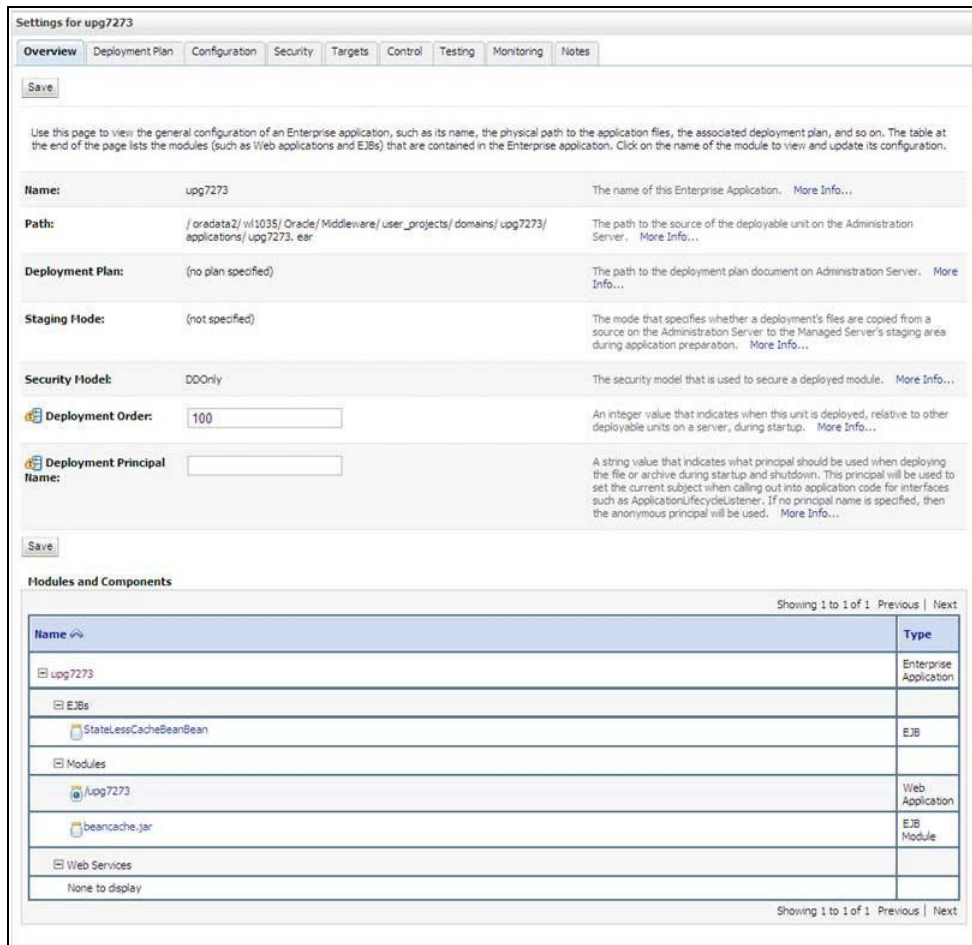 Settings for upg7273
Overview Deployment Plan Configuration Security Targets Control Testing Monitoring Notes
Save
Use this page to view the general configuration of an Enterprise application, such as its name, the physical path to the application files, the associated deployment plan, and so on. The table at
the end of the page lists the modules (such as Web applications and EJBs) that are contained in the Enterprise application. Click on the name of the module to view and update its configuration.
Name: upg7273 The name of this Enterprise Application. More Info...
Path: / oradata2/ wl1035/ Oracle/ Middleware/ user_projects/ domains/ upg7273/ The path to the source of the deployable unit on the Administration
applications/ upg7273. ear Server. More Info...
Deployment Plan: (no plan specified) The path to the deployment plan document on Administration Server. More
Info...
Staging Mode: (not specified) The mode that specifies whether a deployment's files are copied from a
source on the Administration Server to the Managed Server's staging area
during application preparation. More Info...
Security Model: DDOnly The security model that is used to secure a deployed module. More Info...
Deployment Order: 100 An integer value that indicates when this unit is deployed, relative to other
deployable units on a server, during startup. More Info...
Deployment Principal A string value that indicates what principal should be used when deploying
Name: the file or archive during startup and shutdown. This principal will be used to
set the current subject when calling out into application code for interfaces
such as ApplicationLifecycleListener. If no principal name is specified, then
the anonymous principal will be used. More Info...
Save
Modules and Components
Showing 1 to 1 of 1 Previous | Next
Name Type
upg7273 Enterprise
Application
EJBs
StateLessCacheBeanBean EJB
Modules
/upg7273 Web
Application
beancache.jar EJB
Module
Web Services
None to display
Showing 1 to 1 of 1 Previous | Next